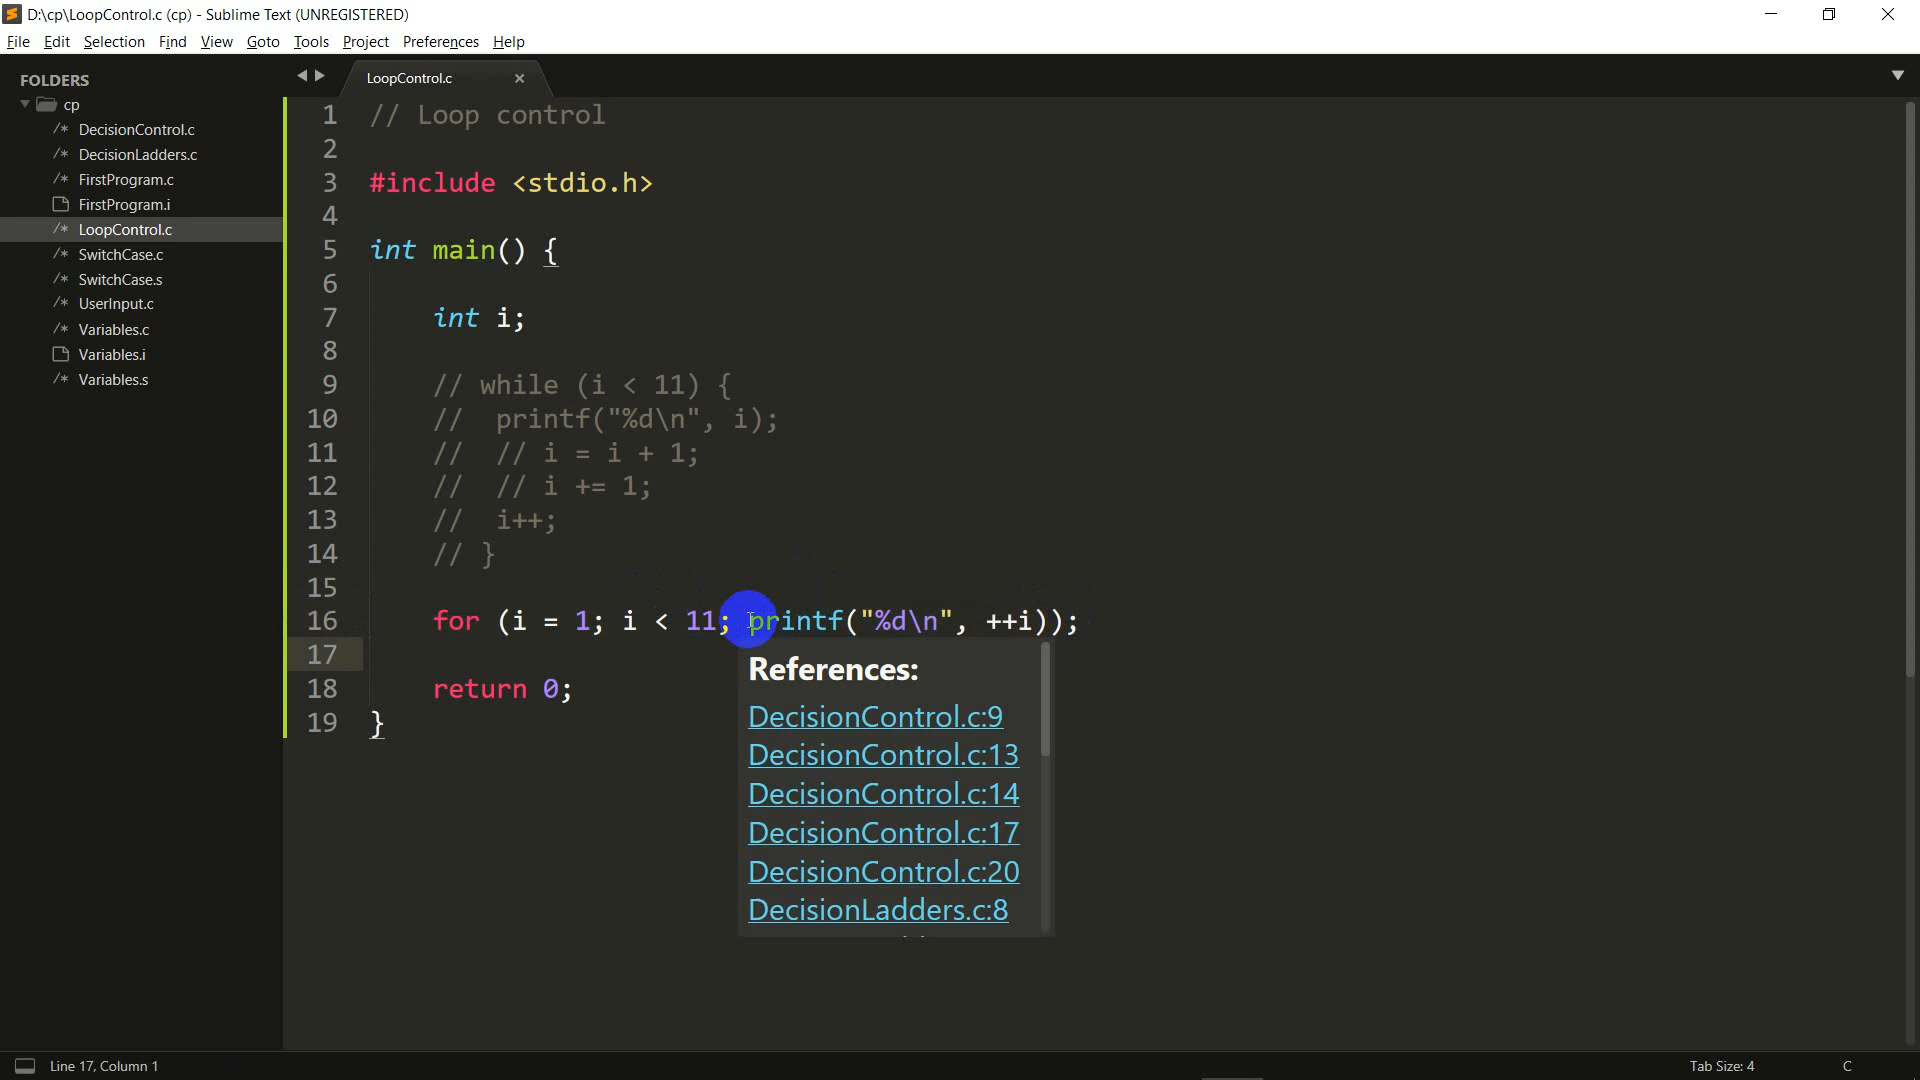 D:\cp\LoopControl.c (cp) - Sublime Text (UNREGISTERED)
File Edit Selection Find View Goto Tools Project Preferences Help
FOLDERS
cp
/* DecisionControl.c
/* DecisionLadders.c
/* FirstProgram.c
FirstProgram.i
/* LoopControl.c
/* SwitchCase.c
/* SwitchCase.s
/* UserInput.c
/* Variables.c
Variables.i
/* Variables.s
LoopControl.c
1 // Loop control
2
3 #include <stdio.h>
4
5 int main() {
6
7 int i;
8
9 // while (i < 11) {
10 // printf("%d\n", i);
11 // // i = i + 1;
12 // // i += 1;
13 // i++;
14 // }
15
16 for (i = 1; i < 11; printf("%d\n", ++i));
17
18 return 0;
19 }
References:
DecisionControl.c:9
DecisionControl.c:13
DecisionControl.c:14
DecisionControl.c:17
DecisionControl.c:20
DecisionLadders.c:8
Line 17, Column 1
Tab Size: 4
C